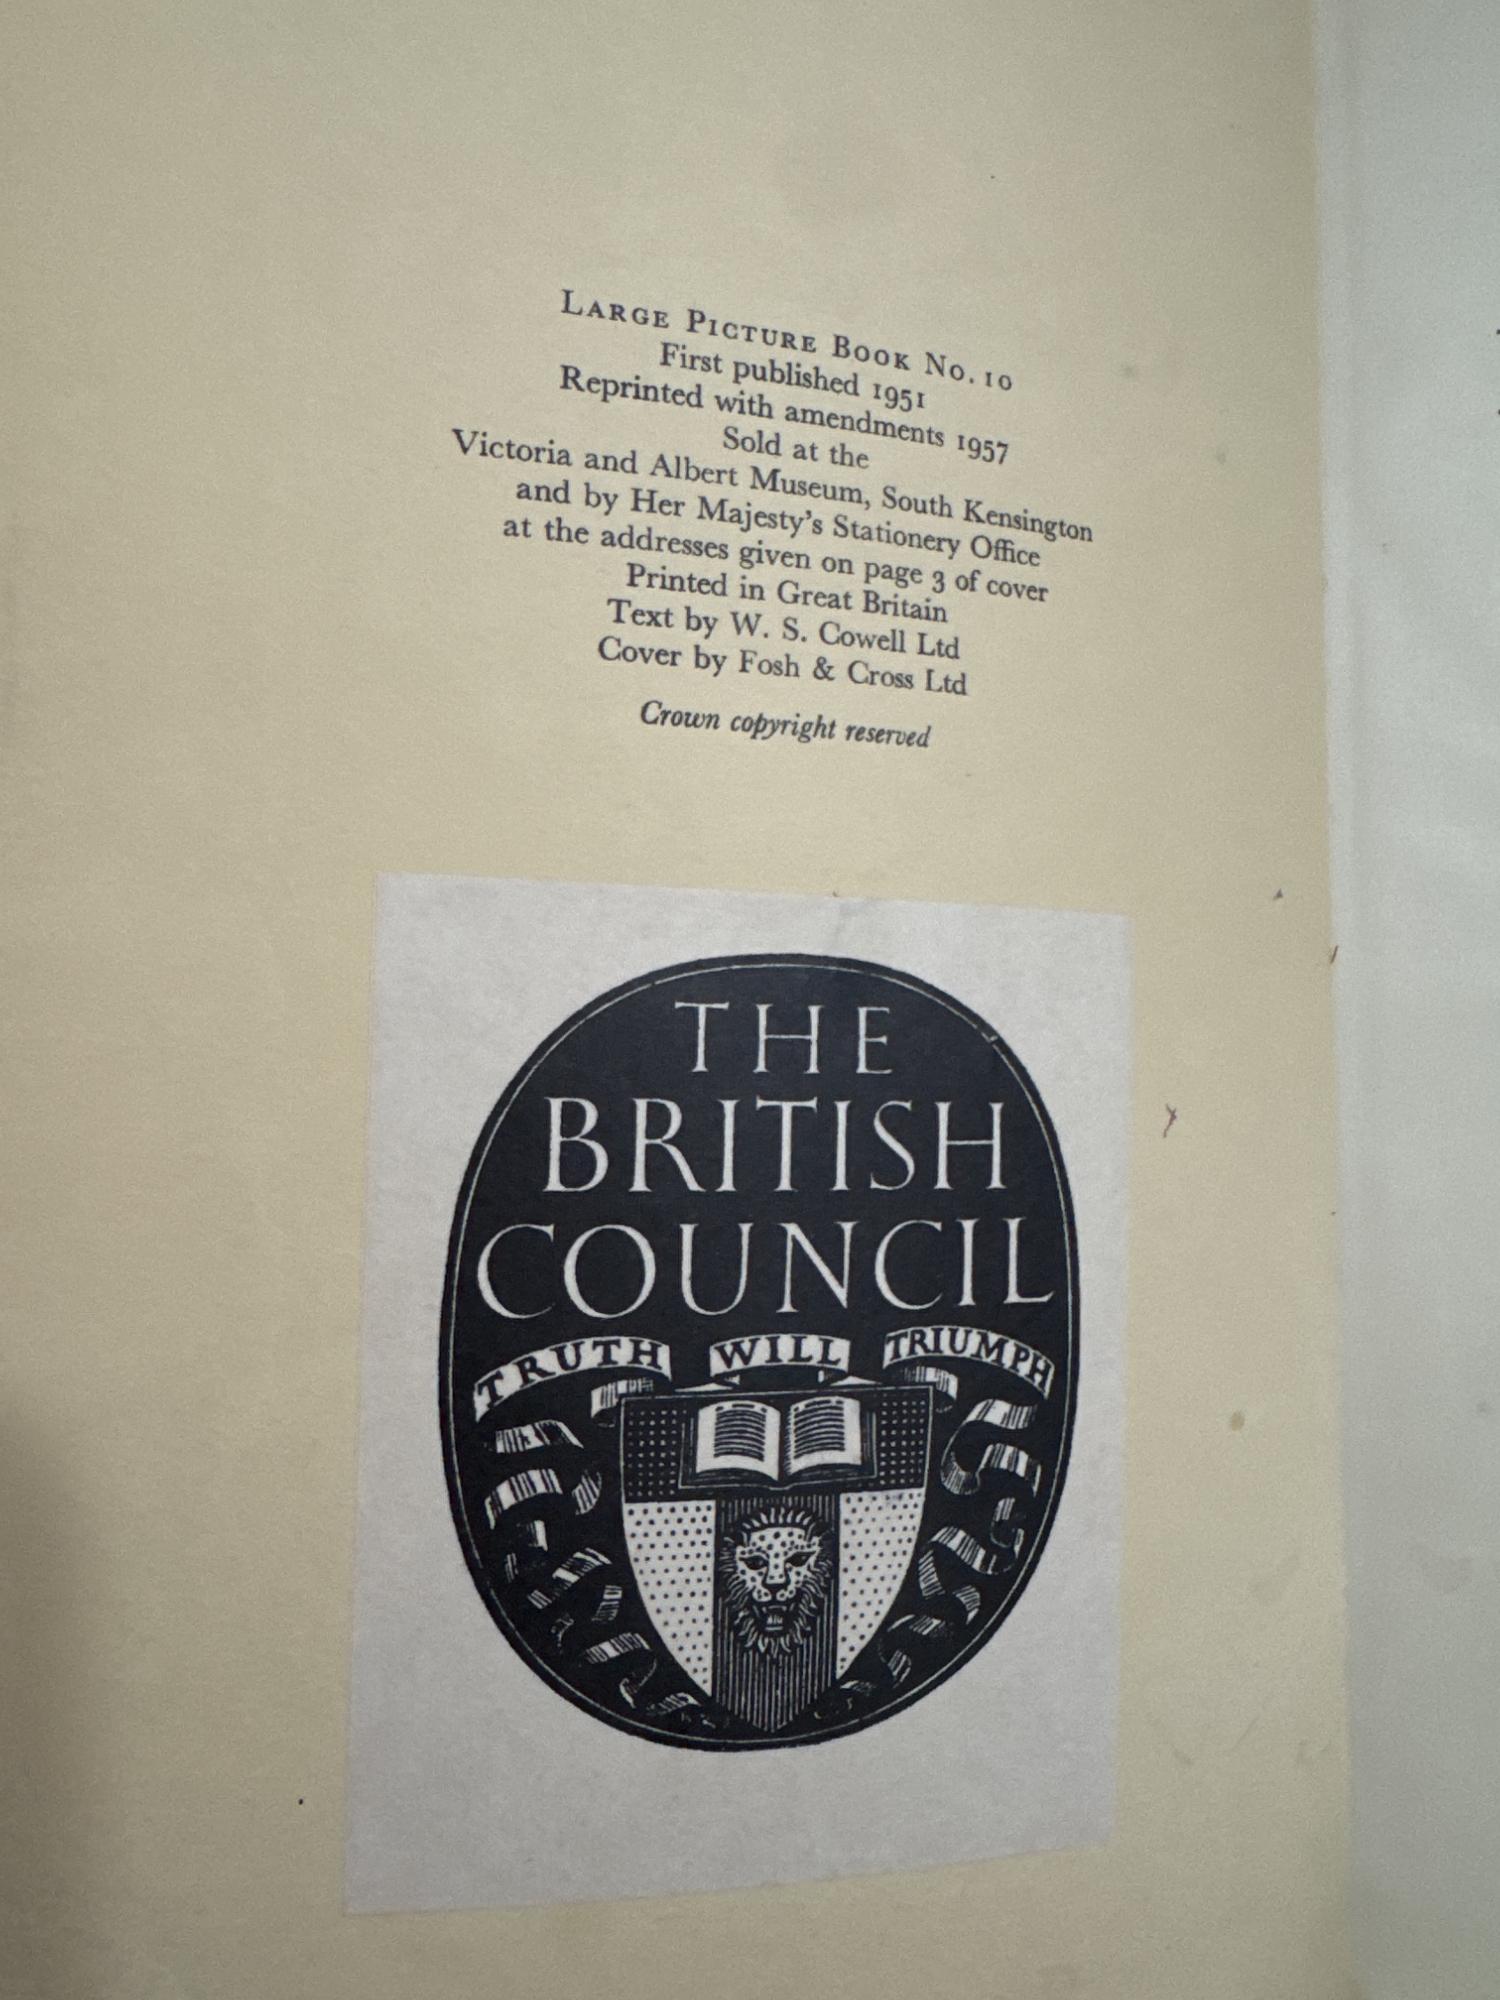 LARGE PICTURE BOOK NO. 10
First published 1951
Reprinted with amendments 1957
Sold at the
Victoria and Albert Museum, South Kensington
and by Her Majesty's Stationery Office
at the addresses given on page 3 of cover
Printed in Great Britain
Text by W. S. Cowell Ltd
Cover by Fosh & Cross Ltd
Crown copyright reserved
THE
BRITISH
COUNCIL
TRUTH WILL TRIUMPH